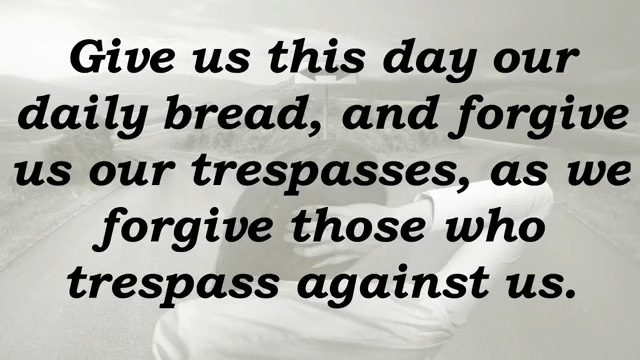 Give us this day our
daily bread, and forgive
us our trespasses, as we
forgive those who
trespass against us.